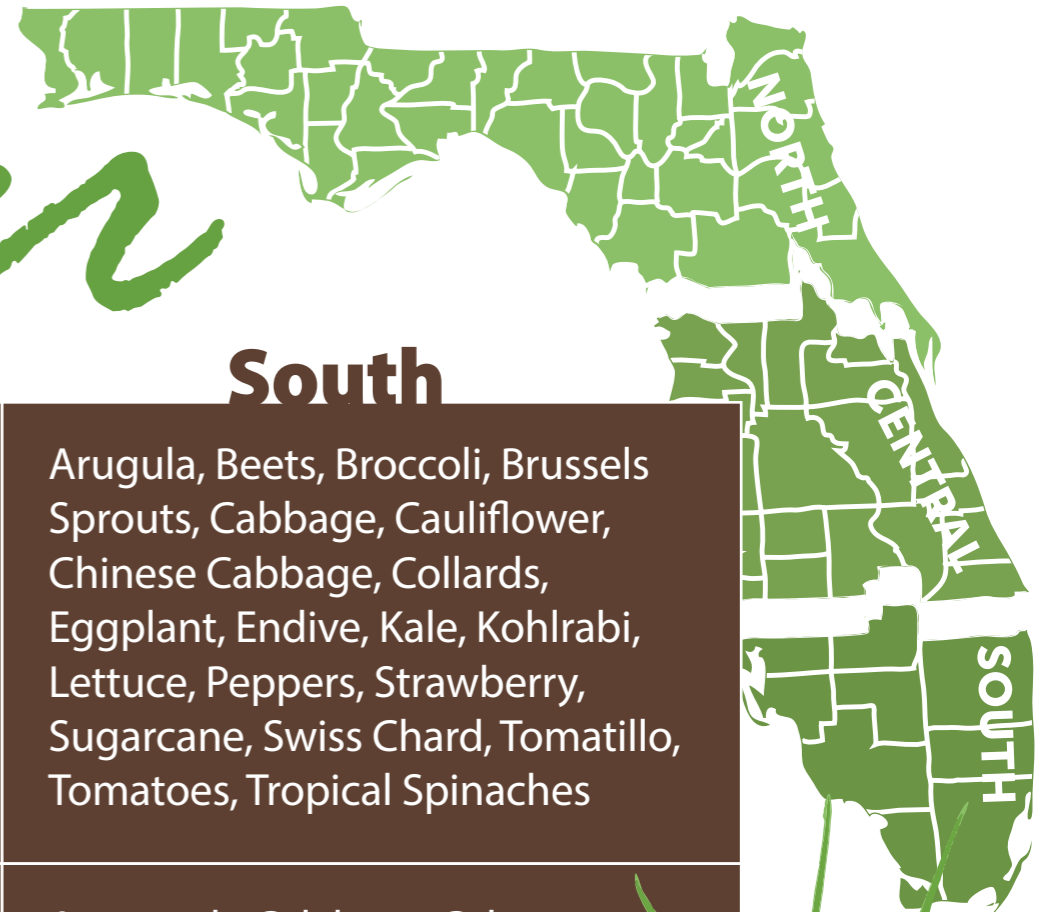 NORTH
CENTRAL
SOUTH
South
Arugula, Beets, Broccoli, Brussels
Sprouts, Cabbage, Cauliflower,
Chinese Cabbage, Collards,
Eggplant, Endive, Kale, Kohlrabi,
Lettuce, Peppers, Strawberry,
Sugarcane, Swiss Chard, Tomatillo,
Tomatoes, Tropical Spinaches